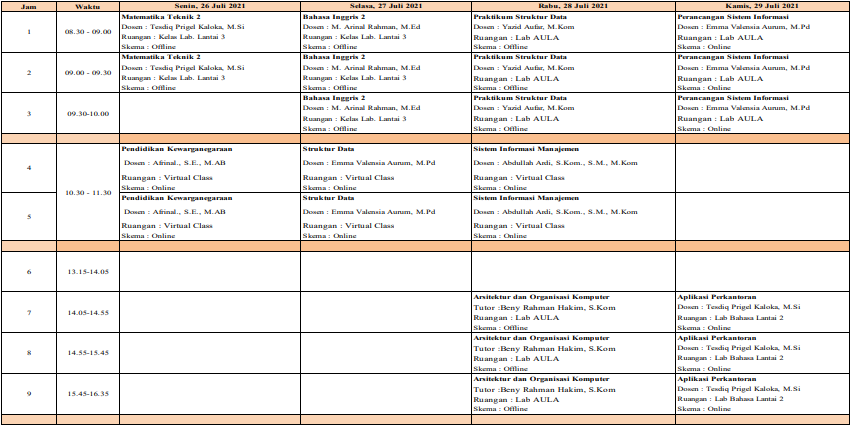 Jam Waktu Senin, 26 Juli 2021 Selasa, 27 Juli 2021 Rabu, 28 Juli 2021 Kamis, 29 Juli 2021
1 08.30 - 09.00
Matematika Teknik 2
Dosen : Tesdiq Prigel Kaloka, M.Si
Ruangan : Kelas Lab. Lantai 3
Skema : Offline
Bahasa Inggris 2
Dosen : M. Arinal Rahman, M.Ed
Ruangan : Kelas Lab. Lantai 3
Skema : Offline
Praktikum Struktur Data
Dosen : Yazid Aufar, M.Kom
Ruangan : Lab AULA
Skema : Offline
Perancangan Sistem Informasi
Dosen : Emma Valensia Aurum, M.Pd
Ruangan : Lab AULA
Skema : Online
2 09.00 - 09.30
Matematika Teknik 2
Dosen : Tesdiq Prigel Kaloka, M.Si
Ruangan : Kelas Lab. Lantai 3
Skema : Offline
Bahasa Inggris 2
Dosen : M. Arinal Rahman, M.Ed
Ruangan : Kelas Lab. Lantai 3
Skema : Offline
Praktikum Struktur Data
Dosen : Yazid Aufar, M.Kom
Ruangan : Lab AULA
Skema : Offline
Perancangan Sistem Informasi
Dosen : Emma Valensia Aurum, M.Pd
Ruangan : Lab AULA
Skema : Online
3 09.30-10.00
Bahasa Inggris 2
Dosen : M. Arinal Rahman, M.Ed
Ruangan : Kelas Lab. Lantai 3
Skema : Offline
Praktikum Struktur Data
Dosen : Yazid Aufar, M.Kom
Ruangan : Lab AULA
Skema : Offline
Perancangan Sistem Informasi
Dosen : Emma Valensia Aurum, M.Pd
Ruangan : Lab AULA
Skema : Online
4 10.30 - 11.30
Pendidikan Kewarganegaraan
Dosen : Afrinal., S.E., M.AB
Ruangan : Virtual Class
Skema : Online
Struktur Data
Dosen : Emma Valensia Aurum, M.Pd
Ruangan : Virtual Class
Skema : Online
Sistem Informasi Manajemen
Dosen : Abdullah Ardi, S.Kom., S.M., M.Kom
Ruangan : Virtual Class
Skema : Online
5
Pendidikan Kewarganegaraan
Dosen : Afrinal., S.E., M.AB
Ruangan : Virtual Class
Skema : Online
Struktur Data
Dosen : Emma Valensia Aurum, M.Pd
Ruangan : Virtual Class
Skema : Online
Sistem Informasi Manajemen
Dosen : Abdullah Ardi, S.Kom., S.M., M.Kom
Ruangan : Virtual Class
Skema : Online
6 13.15-14.05
7 14.05-14.55
Arsitektur dan Organisasi Komputer
Tutor :Beny Rahman Hakim, S.Kom
Ruangan : Lab AULA
Skema : Offline
Aplikasi Perkantoran
Dosen : Tesdiq Prigel Kaloka, M.Si
Ruangan : Lab Bahasa Lantai 2
Skema : Online
8 14.55-15.45
Arsitektur dan Organisasi Komputer
Tutor :Beny Rahman Hakim, S.Kom
Ruangan : Lab AULA
Skema : Offline
Aplikasi Perkantoran
Dosen : Tesdiq Prigel Kaloka, M.Si
Ruangan : Lab Bahasa Lantai 2
Skema : Online
9 15.45-16.35
Arsitektur dan Organisasi Komputer
Tutor :Beny Rahman Hakim, S.Kom
Ruangan : Lab AULA
Skema : Offline
Aplikasi Perkantoran
Dosen : Tesdiq Prigel Kaloka, M.Si
Ruangan : Lab Bahasa Lantai 2
Skema : Online